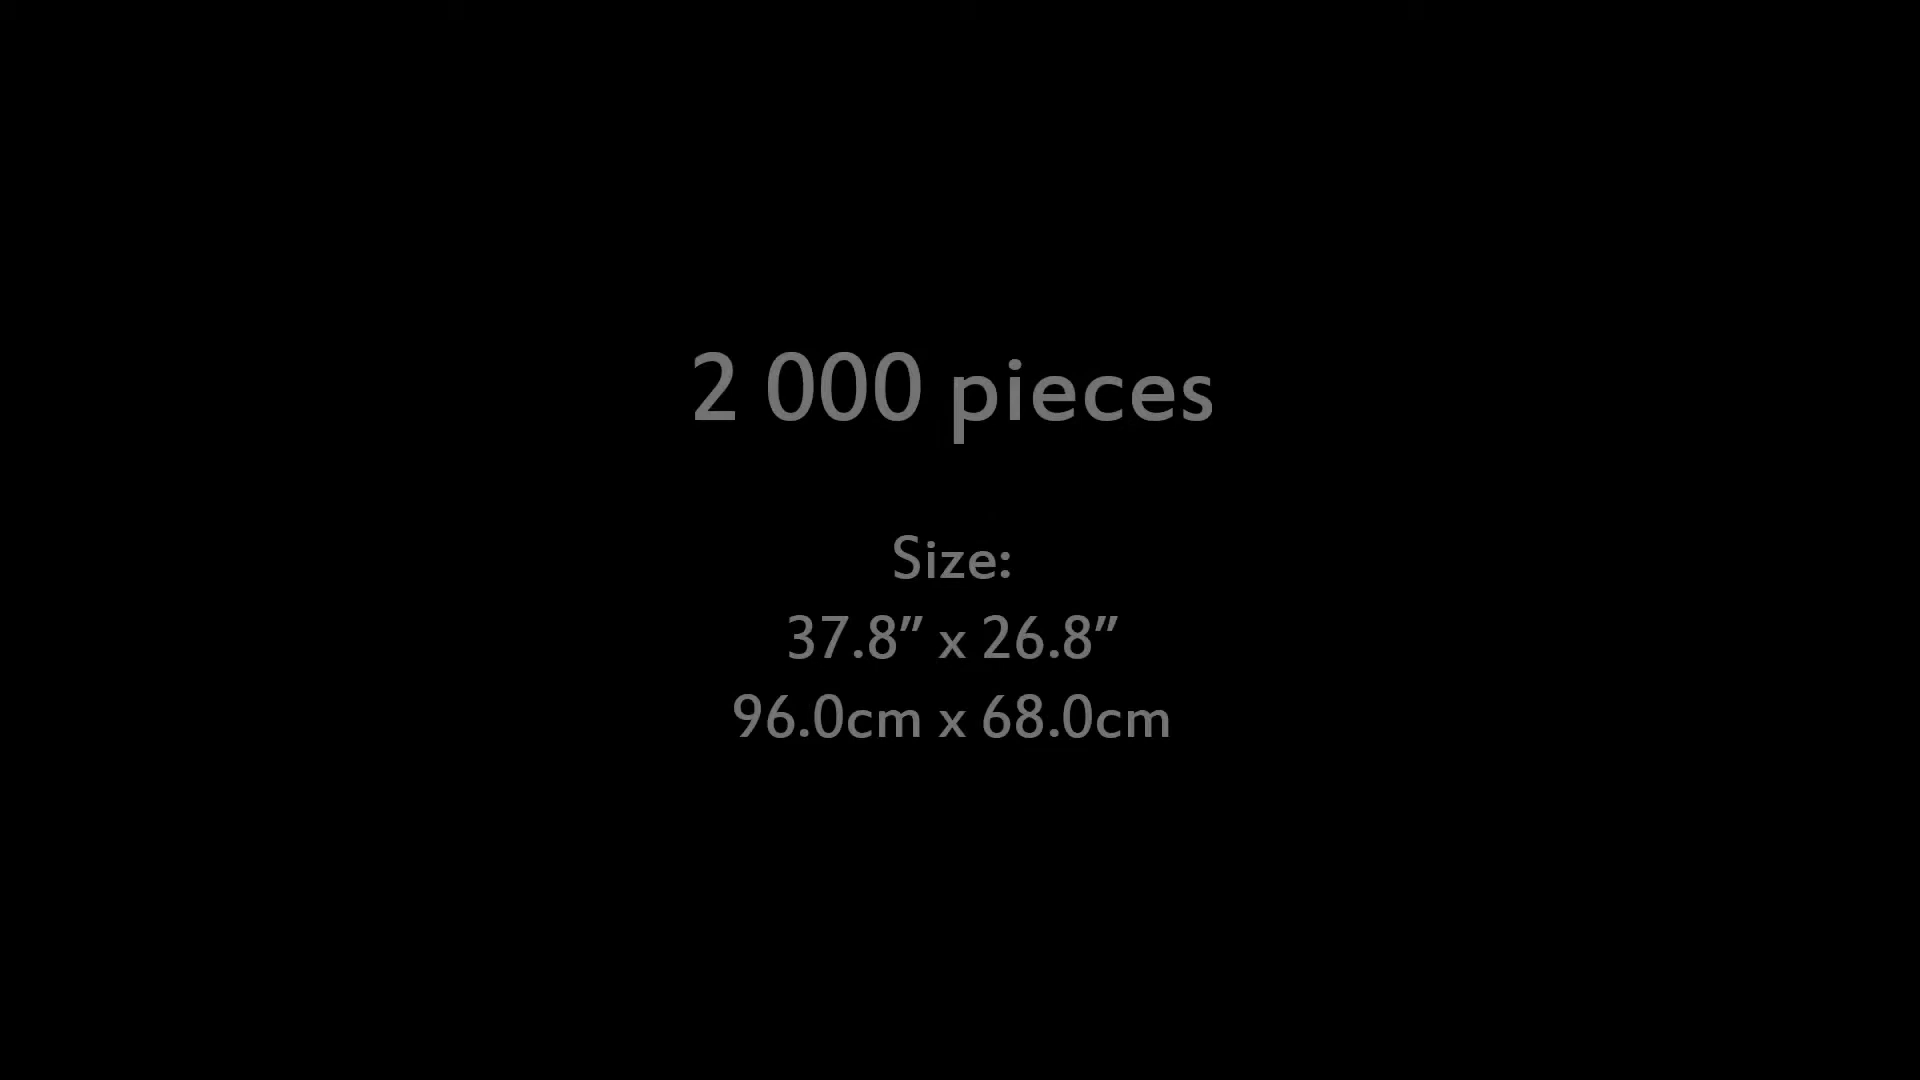 2 000 pieces
Size:
37.8” x 26.8”
96.0cm x 68.0cm